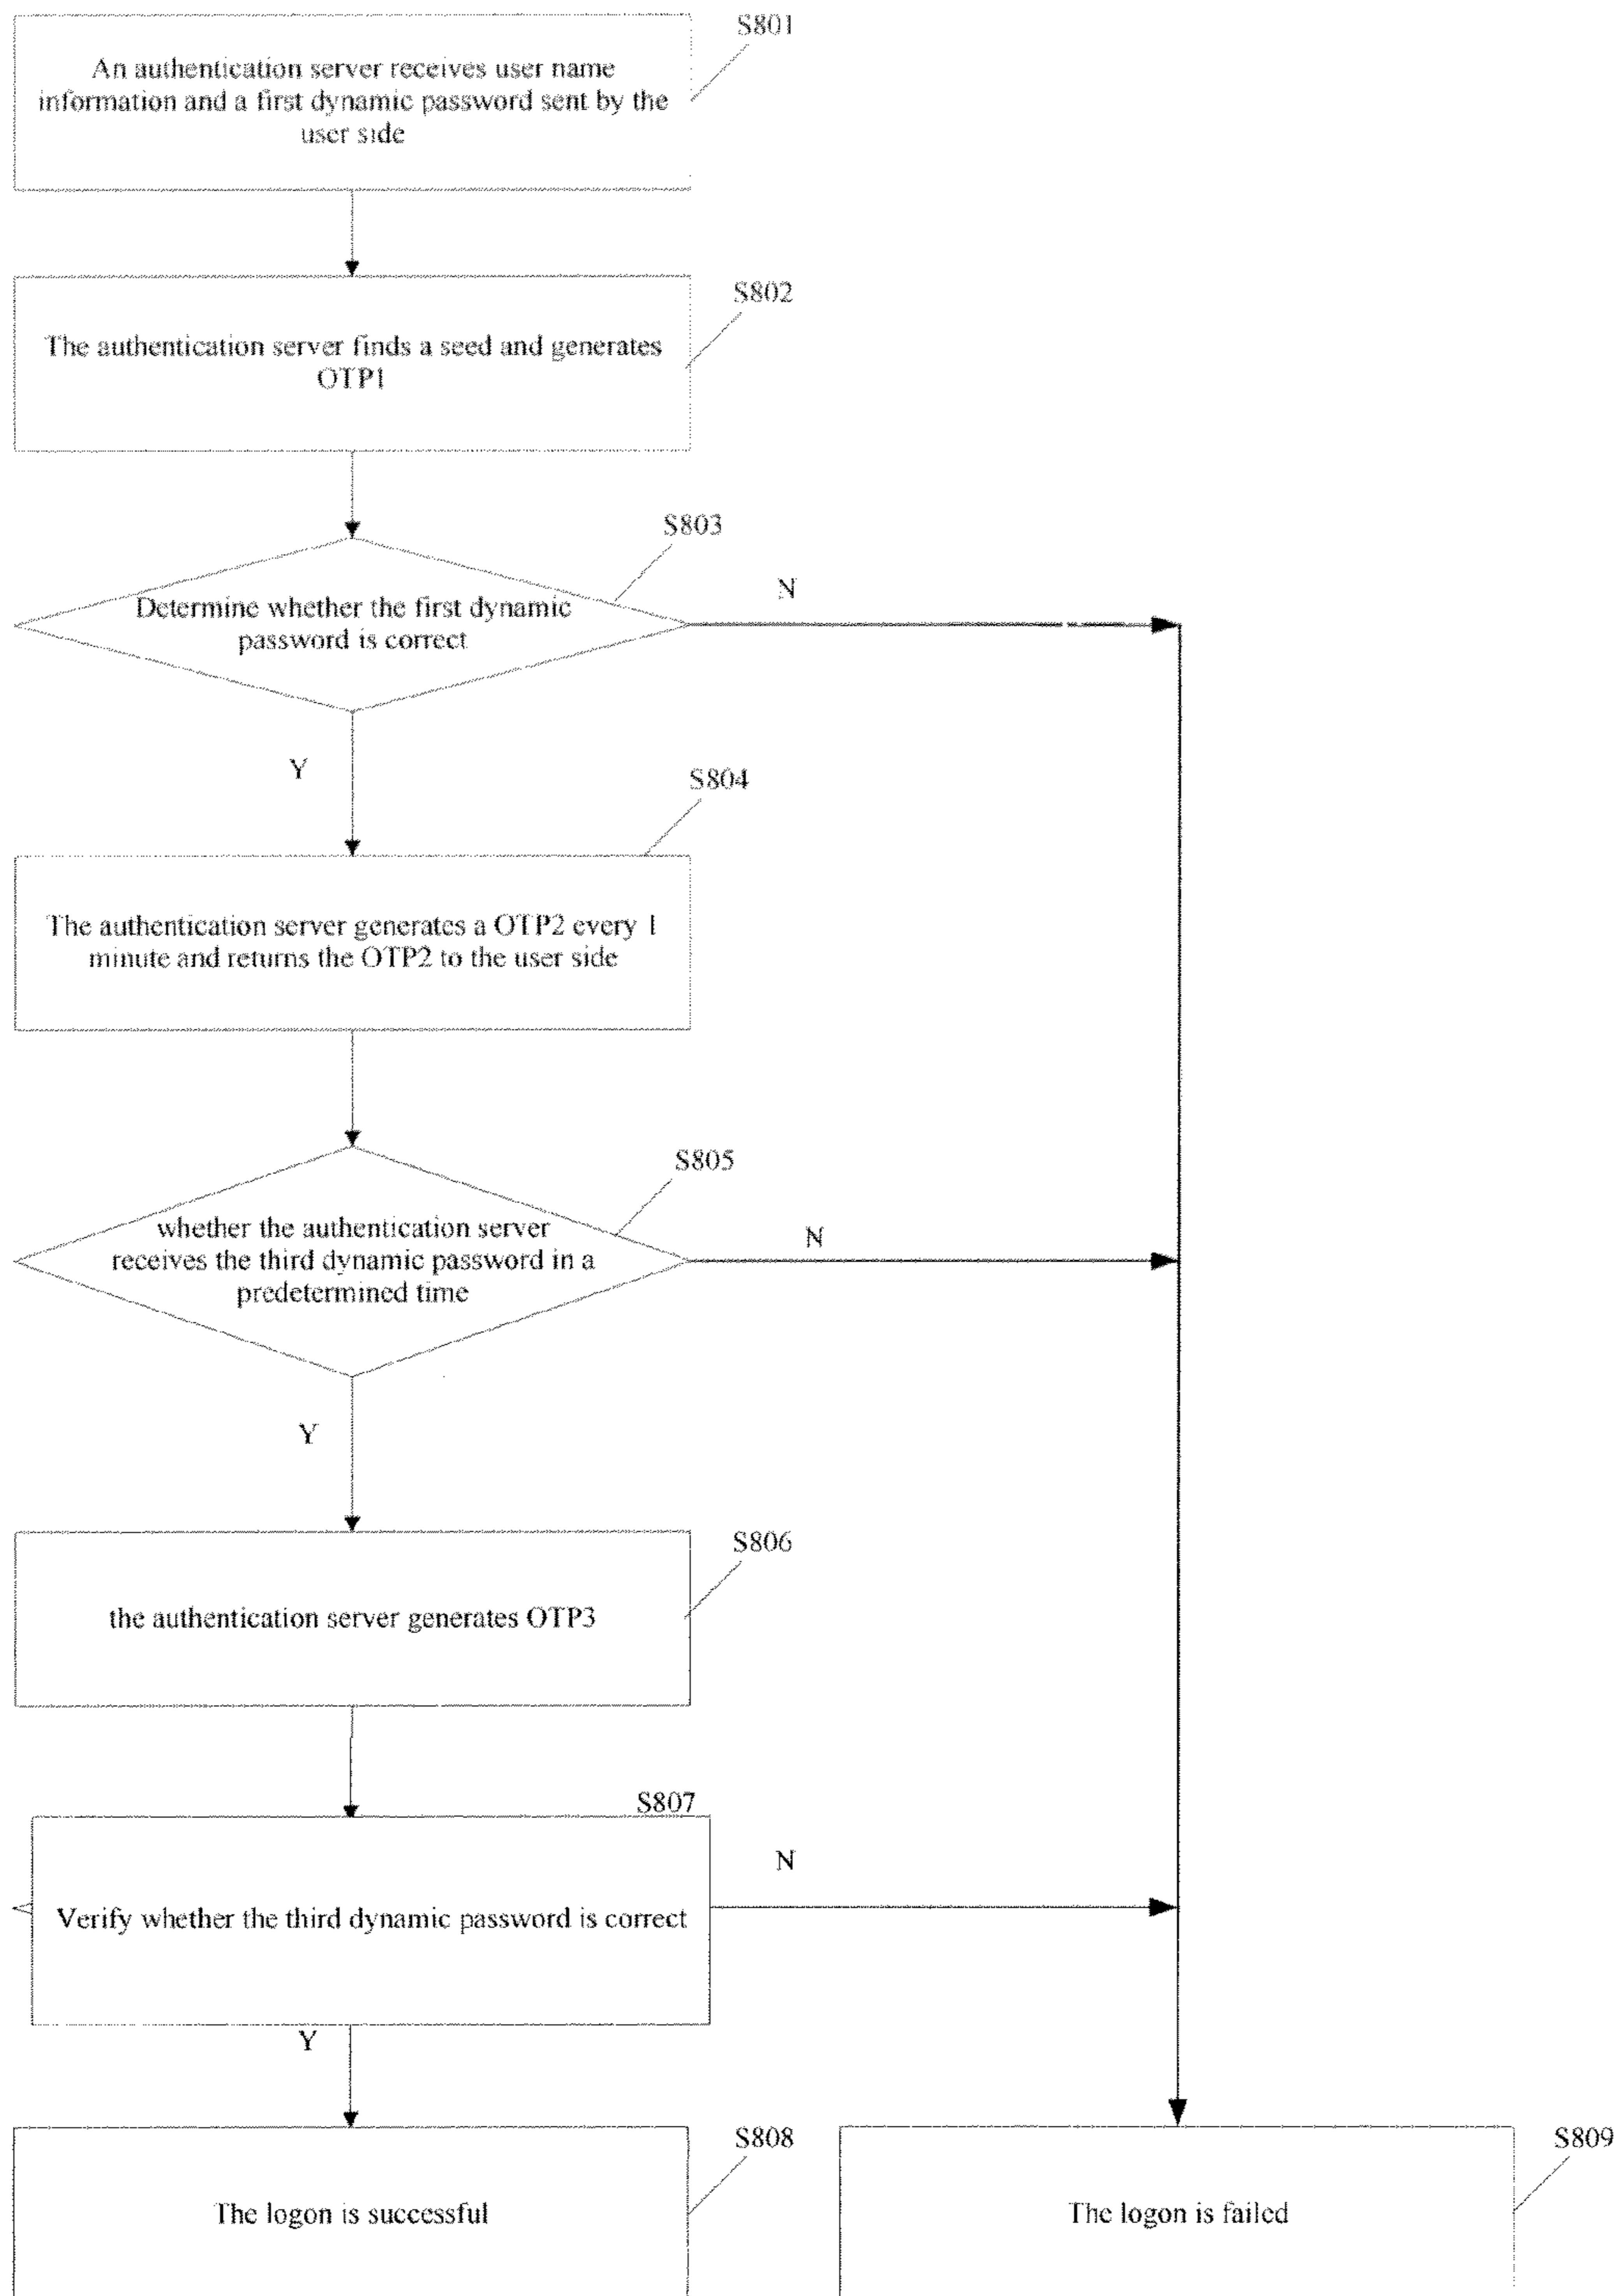 S801
An authentication server receives user name
information and a first dynamic password sent by the
user side
S802
The authentication server finds a seed and generates
OTP1
S803
N
Determine whether the first dynamic
password is correct
Y
S804
The authentication server generates a OTP2 every 1
minute and returns the OTP2 to the user side
S805
whether the authentication server
receives the third dynamic password in a
predetermined time
N
Y
S806
the authentication server generates OTP3
S807
N
Verify whether the third dynamic password is correct
Y
S808
The logon is successful
S809
The logon is failed